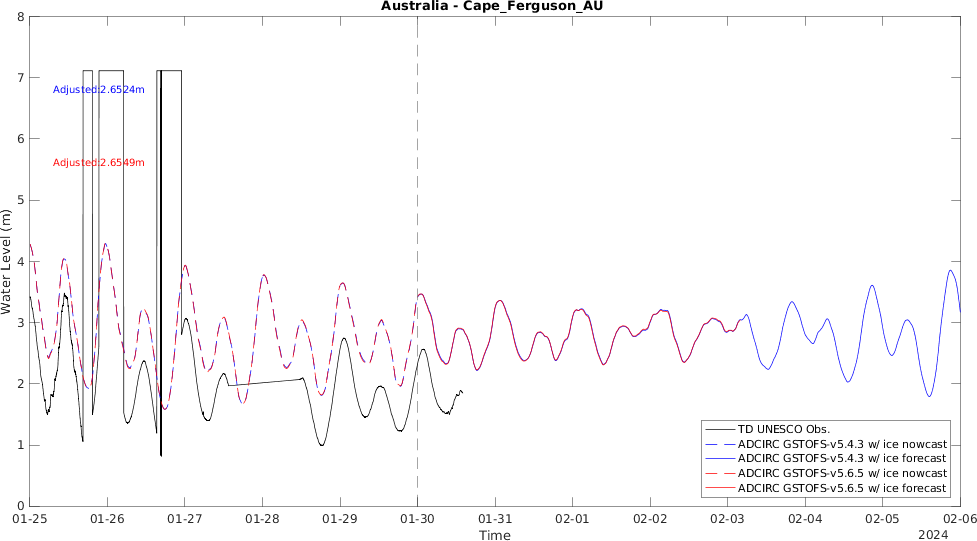 Australia - Cape_Ferguson_AU
8
7
6
5
4
3
2
1
0
Water Level (m)
Adjusted:2.6524m
Adjusted:2.6549m
TD UNESCO Obs.
ADCIRC GSTOFS-v5.4.3 w/ ice nowcast
ADCIRC GSTOFS-v5.4.3 w/ ice forecast
ADCIRC GSTOFS-v5.6.5 w/ ice nowcast
ADCIRC GSTOFS-v5.6.5 w/ ice forecast
01-25 01-26 01-27 01-28 01-29 01-30 01-31 02-01 02-02 02-03 02-04 02-05 02-06
Time
2024